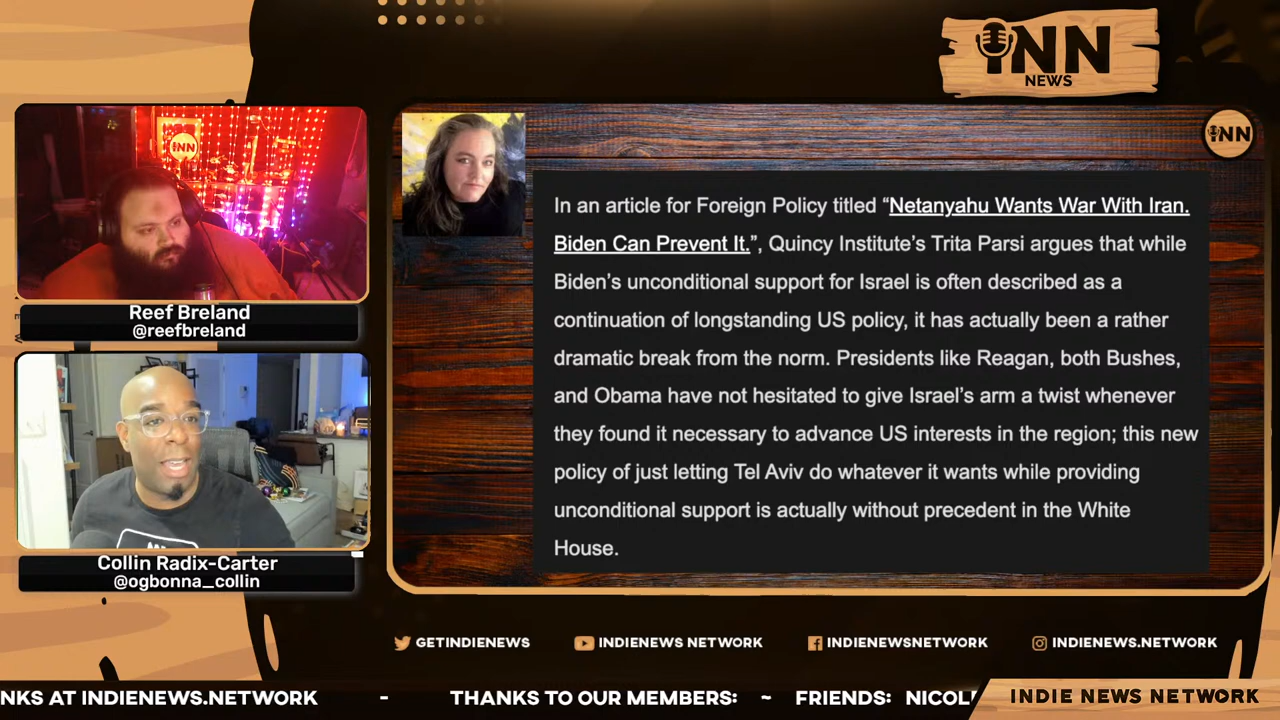 iNN
NEWS
iNN
iNN
Reef Breland
@reefbreland
Collin Radix-Carter
@ogbonna_collin
In an article for Foreign Policy titled “Netanyahu Wants War With Iran.
Biden Can Prevent It.”, Quincy Institute’s Trita Parsi argues that while
Biden’s unconditional support for Israel is often described as a
continuation of longstanding US policy, it has actually been a rather
dramatic break from the norm. Presidents like Reagan, both Bushes,
and Obama have not hesitated to give Israel’s arm a twist whenever
they found it necessary to advance US interests in the region; this new
policy of just letting Tel Aviv do whatever it wants while providing
unconditional support is actually without precedent in the White
House.
GETINDIENEWS INDIENEWS NETWORK INDIENEWSNETWORK INDIENEWS.NETWORK
NKS AT INDIENEWS.NETWORK - THANKS TO OUR MEMBERS: ~ FRIENDS: NICOL
INDIE NEWS NETWORK